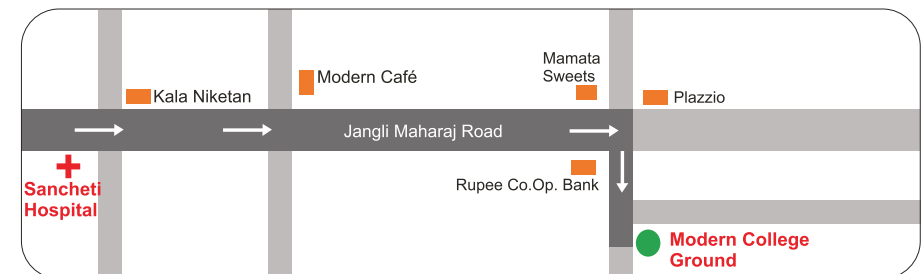 Mamata
Sweets
Modern Café
Kala Niketan
Plazzio
Jangli Maharaj Road
Sancheti
Hospital
Rupee Co.Op. Bank
Modern College
Ground